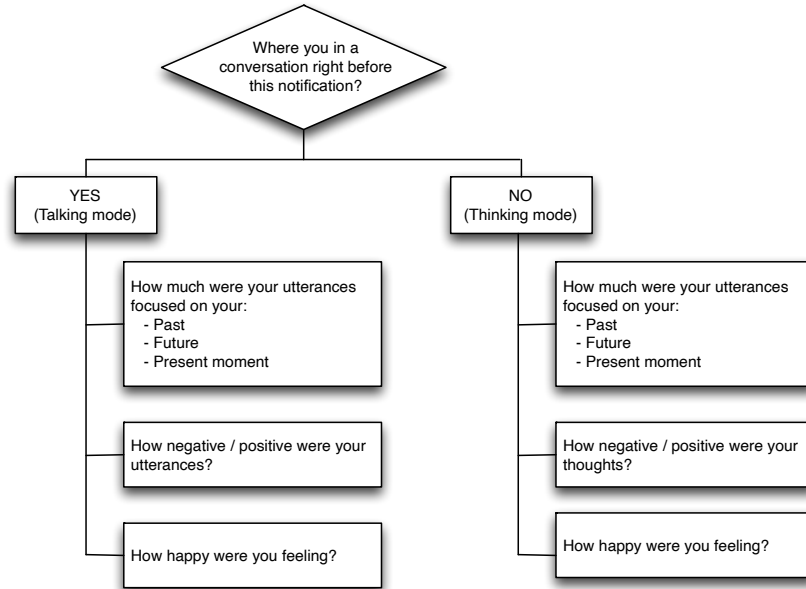 Where you in a
conversation right before
this notification?
YES
(Talking mode)
NO
(Thinking mode)
How much were your utterances
focused on your:
- Past
- Future
- Present moment
How much were your utterances
focused on your:
- Past
- Future
- Present moment
How negative / positive were your
utterances?
How negative / positive were your
thoughts?
How happy were you feeling?
How happy were you feeling?